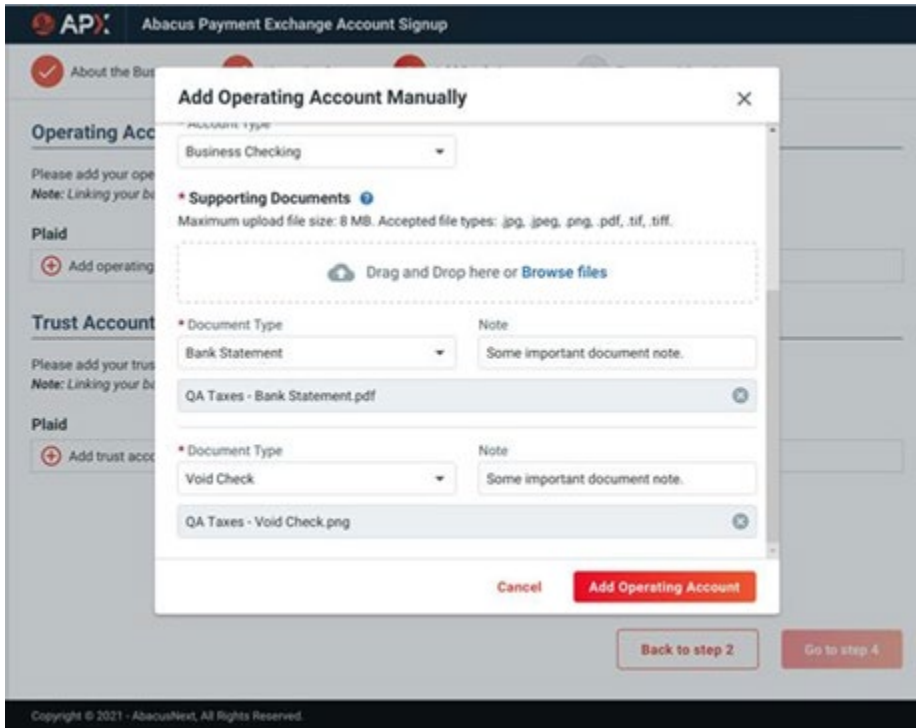 APX Abacus Payment Exchange Account Signup
About the Bus
Add Operating Account Manually
Operating Acc
* Account Type
Business Checking
Please add your ope
Note: Linking your ba
* Supporting Documents
Maximum upload file size: 8 MB. Accepted file types: .jpg, .jpeg, .png, .pdf, .tif, .tiff.
Plaid
Add operating
Drag and Drop here or Browse files
Trust Account
* Document Type Note
Bank Statement Some important document note.
Please add your trus
Note: Linking your ba
QA Taxes - Bank Statement.pdf
Plaid
Add trust acco
* Document Type Note
Void Check Some important document note.
QA Taxes - Void Check.png
Cancel Add Operating Account
Back to step 2 Go to step 4
Copyright © 2021 - AbacusNext, All Rights Reserved.